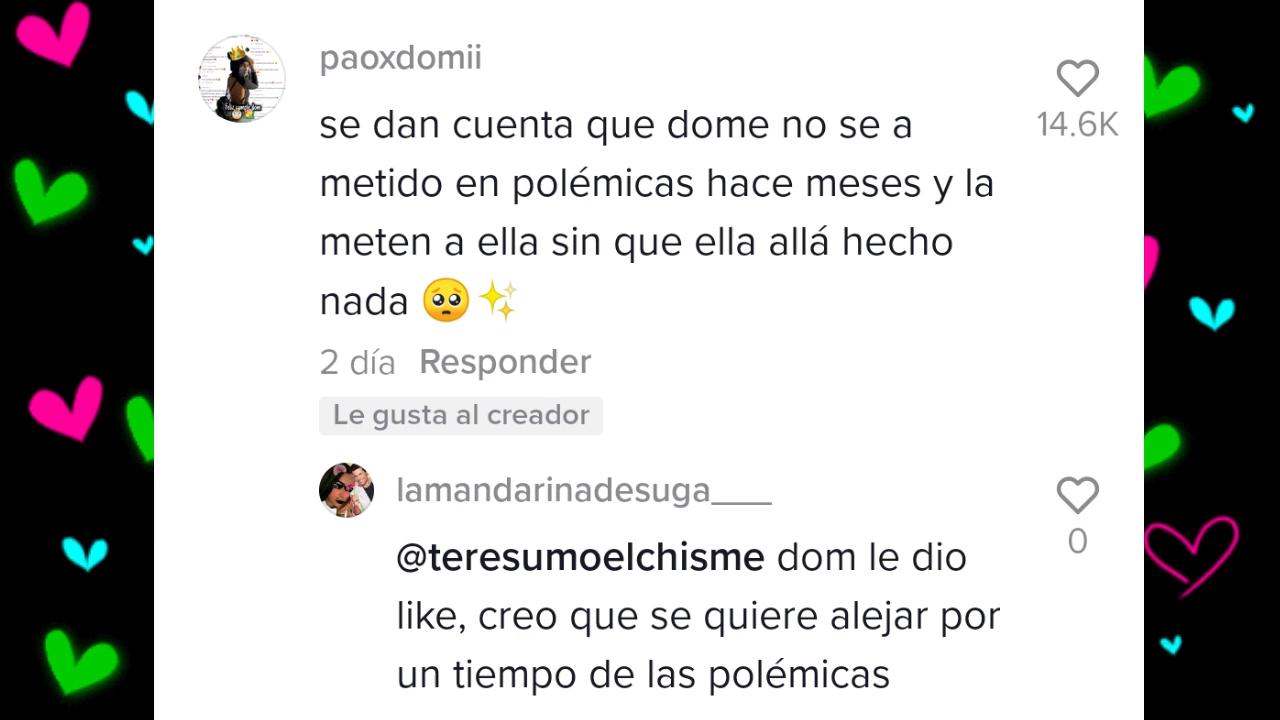 paoxdomii
se dan cuenta que dome no se a
metido en polémicas hace meses y la
meten a ella sin que ella allá hecho
nada 🥺✨
14.6K
2 día Responder
Le gusta al creador
lamandarinadesuga___
@teresumoelchisme dom le dio
like, creo que se quiere alejar por
un tiempo de las polémicas
0